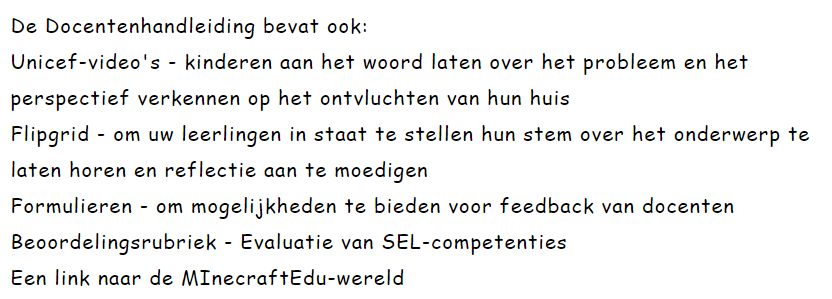 De Docentenhandleiding bevat ook:
Unicef-video's - kinderen aan het woord laten over het probleem en het
perspectief verkennen op het ontvluchten van hun huis
Flipgrid - om uw leerlingen in staat te stellen hun stem over het onderwerp te
laten horen en reflectie aan te moedigen
Formulieren - om mogelijkheden te bieden voor feedback van docenten
Beoordelingsrubriek - Evaluatie van SEL-competenties
Een link naar de MInecraftEdu-wereld